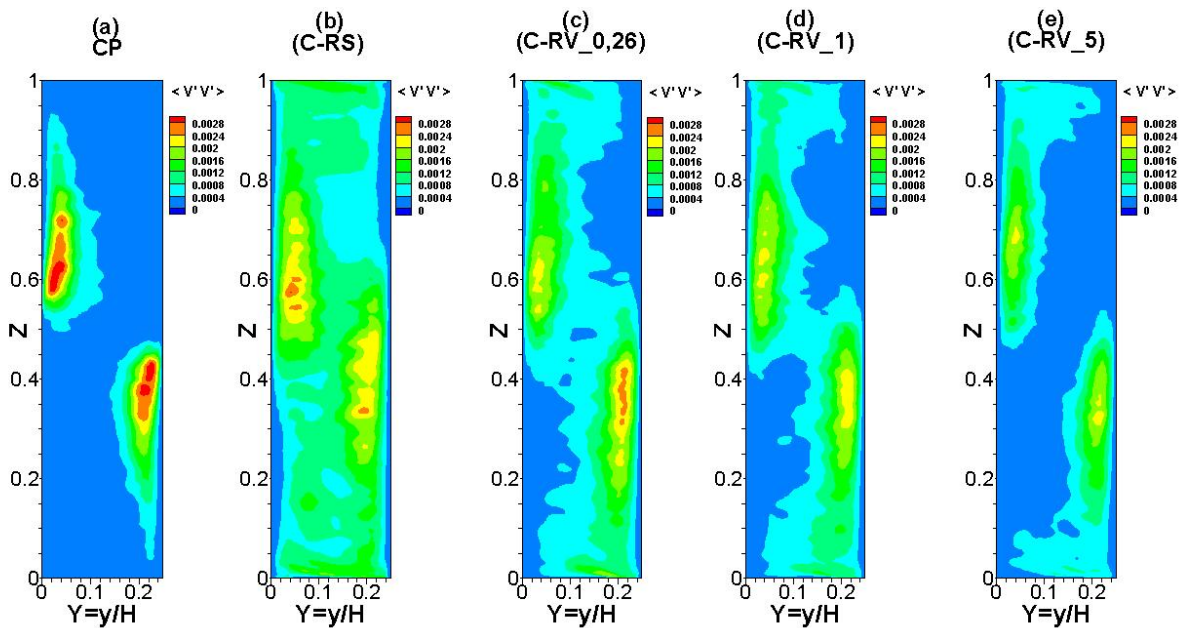 (a)
CP
< V' V' >
0.0028
0.0024
0.002
0.0016
0.0012
0.0008
0.0004
0
1
0.8
0.6
Z
0.4
0.2
0
0 0.1 0.2
Y=y/H
(b)
(C-RS)
< V' V' >
0.0028
0.0024
0.002
0.0016
0.0012
0.0008
0.0004
0
1
0.8
0.6
Z
0.4
0.2
0
0 0.1 0.2
Y=y/H
(c)
(C-RV_0,26)
< V' V' >
0.0028
0.0024
0.002
0.0016
0.0012
0.0008
0.0004
0
1
0.8
0.6
Z
0.4
0.2
0
0 0.1 0.2
Y=y/H
(d)
(C-RV_1)
< V' V' >
0.0028
0.0024
0.002
0.0016
0.0012
0.0008
0.0004
0
1
0.8
0.6
Z
0.4
0.2
0
0 0.1 0.2
Y=y/H
(e)
(C-RV_5)
< V' V' >
0.0028
0.0024
0.002
0.0016
0.0012
0.0008
0.0004
0
1
0.8
0.6
Z
0.4
0.2
0
0 0.1 0.2
Y=y/H